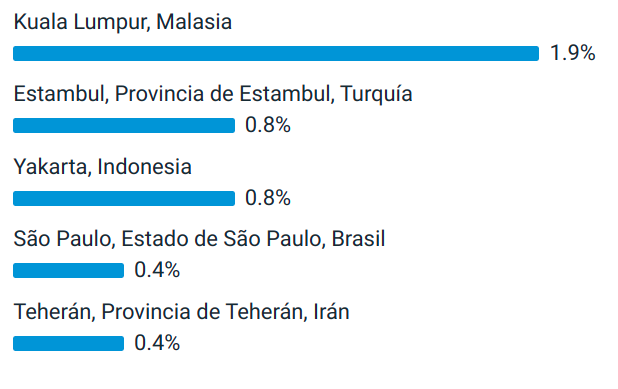 Kuala Lumpur, Malasia
1.9%
Estambul, Provincia de Estambul, Turquía
0.8%
Yakarta, Indonesia
0.8%
São Paulo, Estado de São Paulo, Brasil
0.4%
Teherán, Provincia de Teherán, Irán
0.4%